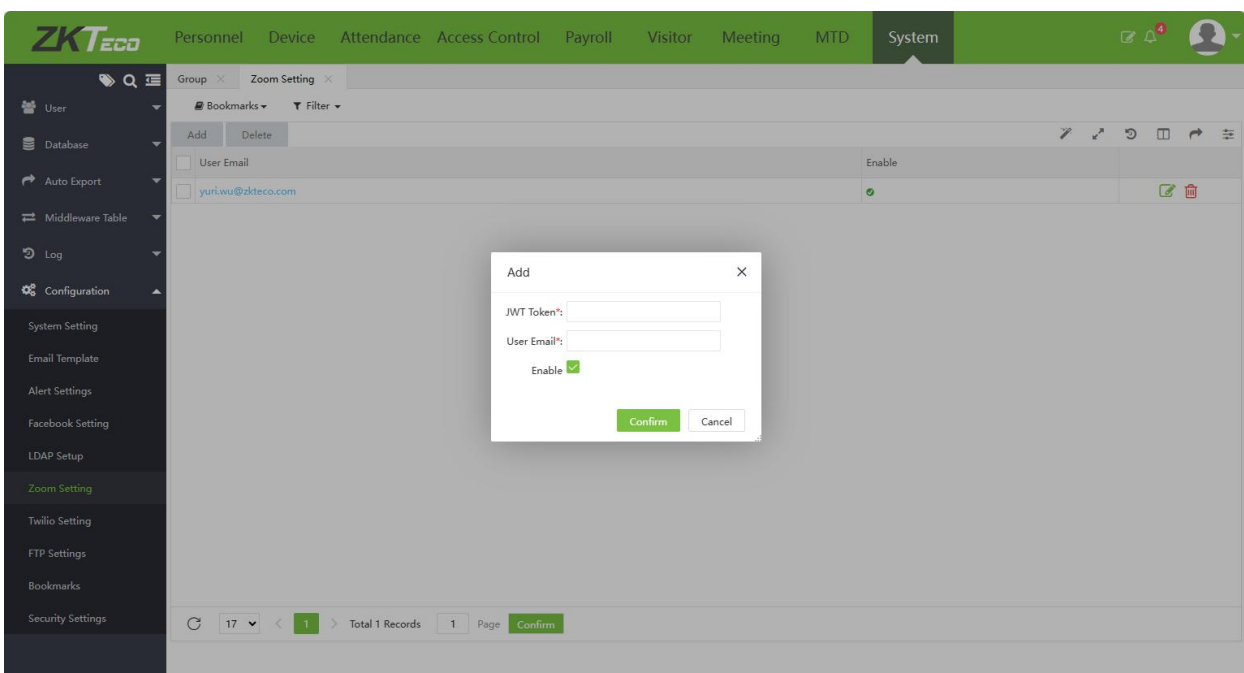 ZKTECO
Personnel Device Attendance Access Control Payroll Visitor Meeting MTD System 4
Group Zoom Setting
User
Bookmarks Filter
Database
Add Delete
User Email Enable
Auto Export
yuri.wu@zkteco.com
Middleware Table
Log
Configuration
System Setting
Email Template
Alert Settings
Facebook Setting
LDAP Setup
Zoom Setting
Twilio Setting
FTP Settings
Bookmarks
Security Settings
Add
JWT Token*:
User Email*:
Enable
Confirm Cancel
17 1 Total 1 Records 1 Page Confirm